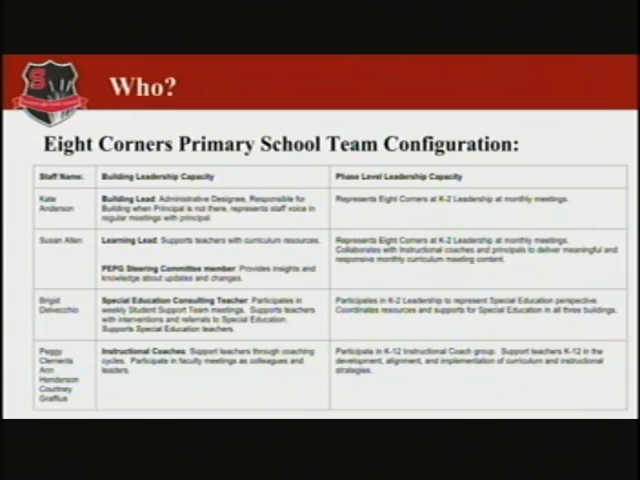 S
Who?
Eight Corners Primary School Team Configuration:
Staff Name:
Building Leadership Capacity
Phase Level Leadership Capacity
Kate
Anderson
Building Lead: Administrative Designee, Responsible for
Building when Principal is not there, represents staff voice in
regular meetings with principal.
Represents Eight Corners at K-2 Leadership at monthly meetings.
Susan Allen
Learning Lead: Supports teachers with curriculum resources.
PEPG Steering Committee member: Provides insights and
knowledge about updates and changes.
Represents Eight Corners at K-2 Leadership at monthly meetings.
Collaborates with Instructional coaches and principals to deliver meaningful and
responsive monthly curriculum meeting content.
Brigid
Delvecchio
Special Education Consulting Teacher: Participates in
weekly Student Support Team meetings. Supports teachers
with interventions and referrals to Special Education.
Supports Special Education teachers.
Participates in K-2 Leadership to represent Special Education perspective.
Coordinates resources and supports for Special Education in all three buildings.
Peggy
Clements
Ann
Henderson
Courtney
Graffius
Instructional Coaches: Support teachers through coaching
cycles. Participate in faculty meetings as colleagues and
leaders.
Participate in K-12 Instructional Coach group. Support teachers K-12 in the
development, alignment, and implementation of curriculum and instructional
strategies.